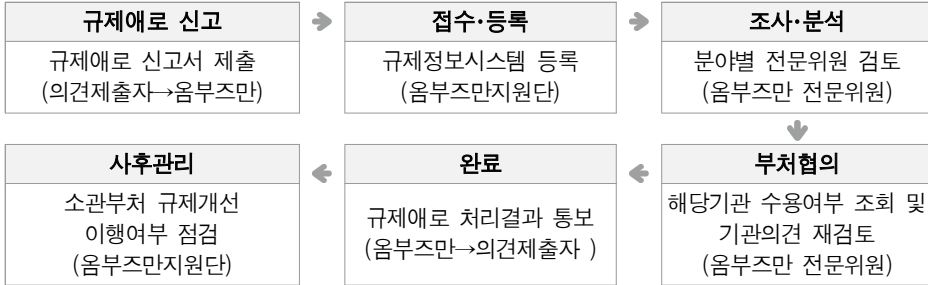 규제애로 신고
규제애로 신고서 제출
(의견제출자→옴부즈만)
접수·등록
규제정보시스템 등록
(옴부즈만지원단)
조사·분석
분야별 전문위원 검토
(옴부즈만 전문위원)
부처협의
해당기관 수용여부 조회 및
기관의견 재검토
(옴부즈만 전문위원)
완료
규제애로 처리결과 통보
(옴부즈만→의견제출자 )
사후관리
소관부처 규제개선
이행여부 점검
(옴부즈만지원단)